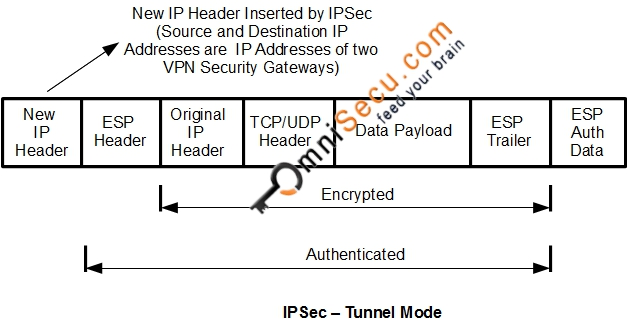 New IP Header Inserted by IPSec
(Source and Destination IP
Addresses are IP Addresses of two
VPN Security Gateways)
New
IP
Header
ESP
Header
Original
IP
Header
TCP/UDP
Header
Data Payload
ESP
Trailer
ESP
Auth
Data
OmniSecu.com
feed your brain
Encrypted
Authenticated
IPSec – Tunnel Mode